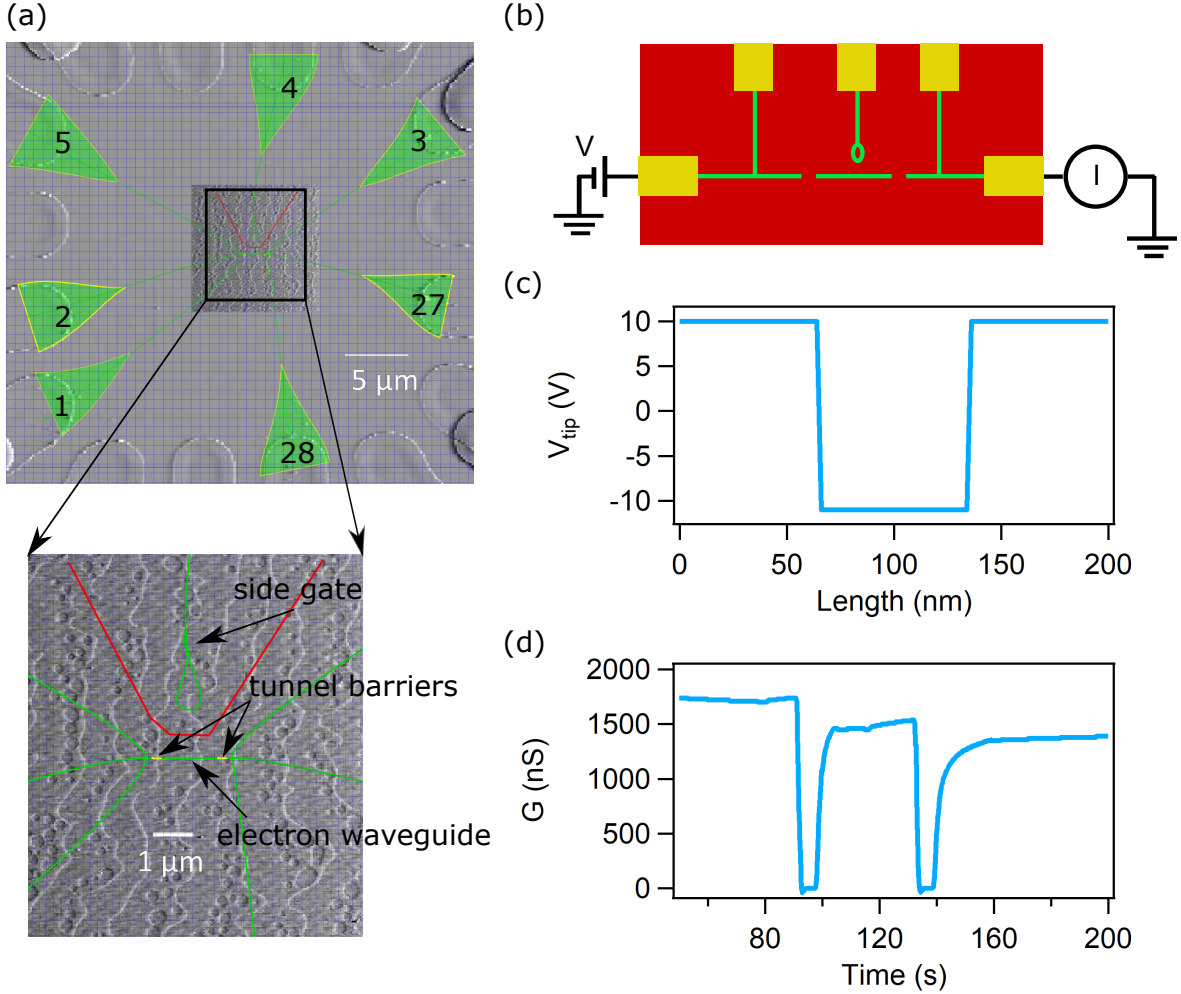 (a)
4
5
3
2
27
1
5 μm
28
side gate
tunnel barriers
1 μm
electron waveguide
(b)
V
I
(c)
10
5
0
-5
-10
V_tip (V)
0
50
100
150
200
Length (nm)
(d)
2000
1500
1000
500
0
G (nS)
80
120
160
200
Time (s)